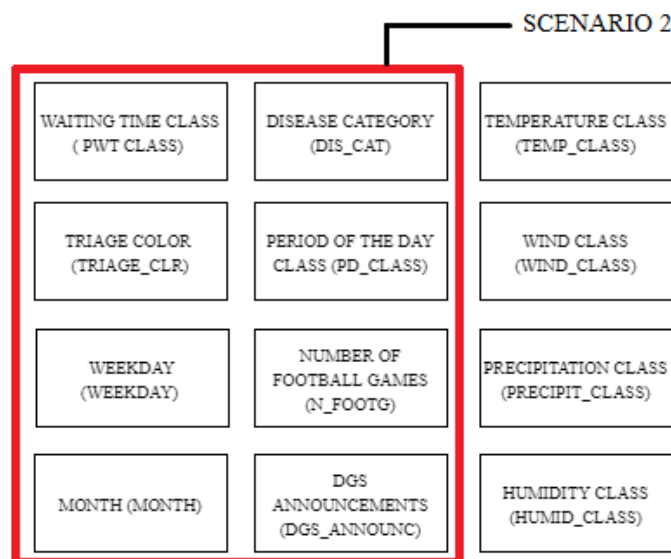 SCENARIO 2
WAITING TIME CLASS
( PWT CLASS)
DISEASE CATEGORY
(DIS_CAT)
TEMPERATURE CLASS
(TEMP_CLASS)
TRIAGE COLOR
(TRIAGE_CLR)
PERIOD OF THE DAY
CLASS (PD_CLASS)
WIND CLASS
(WIND_CLASS)
WEEKDAY
(WEEKDAY)
NUMBER OF
FOOTBALL GAMES
(N_FOOTG)
PRECIPITATION CLASS
(PRECIPIT_CLASS)
MONTH (MONTH)
DGS
ANNOUNCEMENTS
(DGS_ANNOUNC)
HUMIDITY CLASS
(HUMID_CLASS)